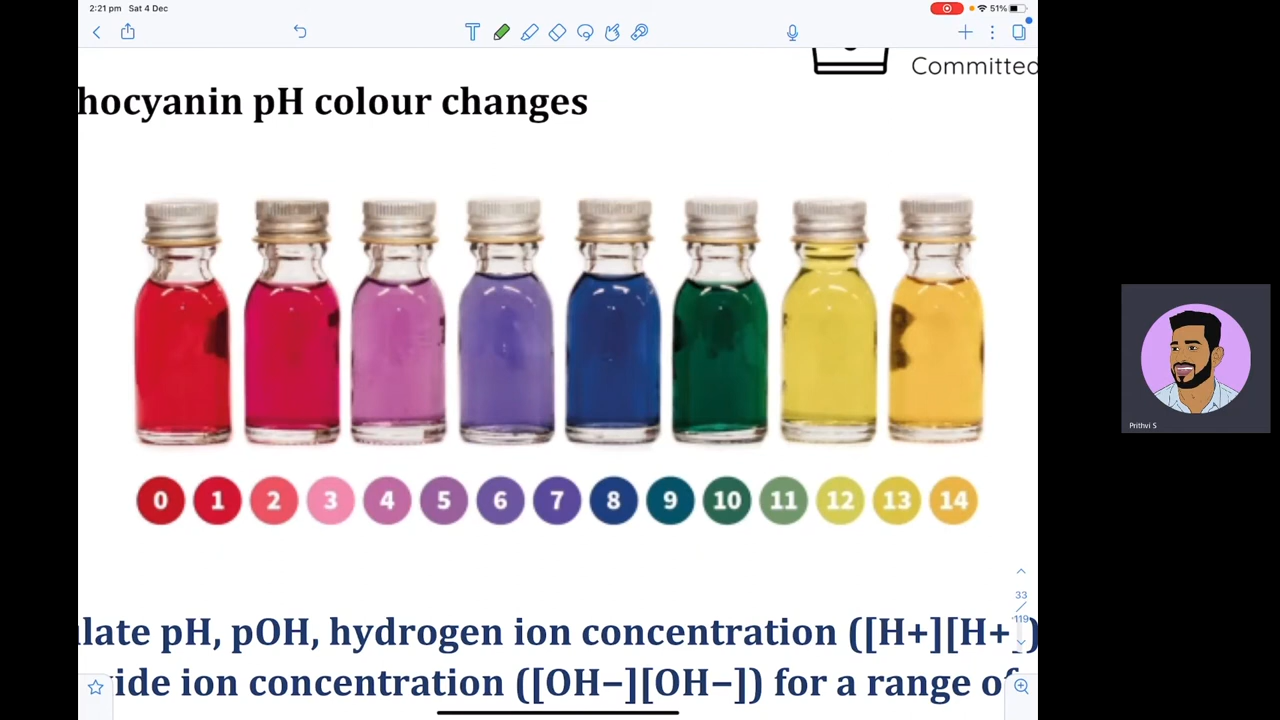 2:21 pm Sat 4 Dec
51%
T
Committed
hocyanin pH colour changes
0 1 2 3 4 5 6 7 8 9 10 11 12 13 14
33
/
119
late pH, pOH, hydrogen ion concentration ([H+][H+])
ide ion concentration ([OH−][OH−]) for a range of
Prithvi S